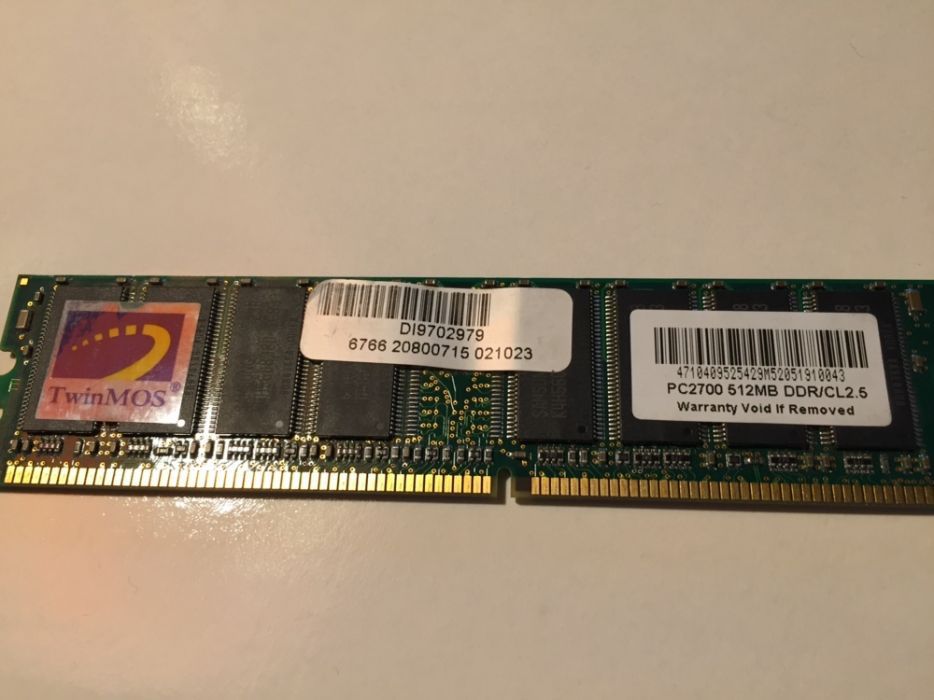 TwinMOS®
DI9702979
6766 20800715 021023
4710409525429M52051910043
PC2700 512MB DDR/CL2.5
Warranty Void If Removed